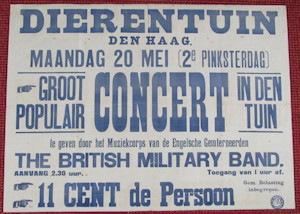 DIERENTUIN
DEN HAAG.
MAANDAG 20 MEI (2e PINKSTERDAG)
GROOT POPULAIR CONCERT IN DEN TUIN
te geven door het Muziekcorps van de Engelsche Geïnterneerden
THE BRITISH MILITARY BAND.
AANVANG 2.30 uur. Toegang van 1 uur af.
11 CENT de Persoon
Gem. Belasting
inbegrepen.